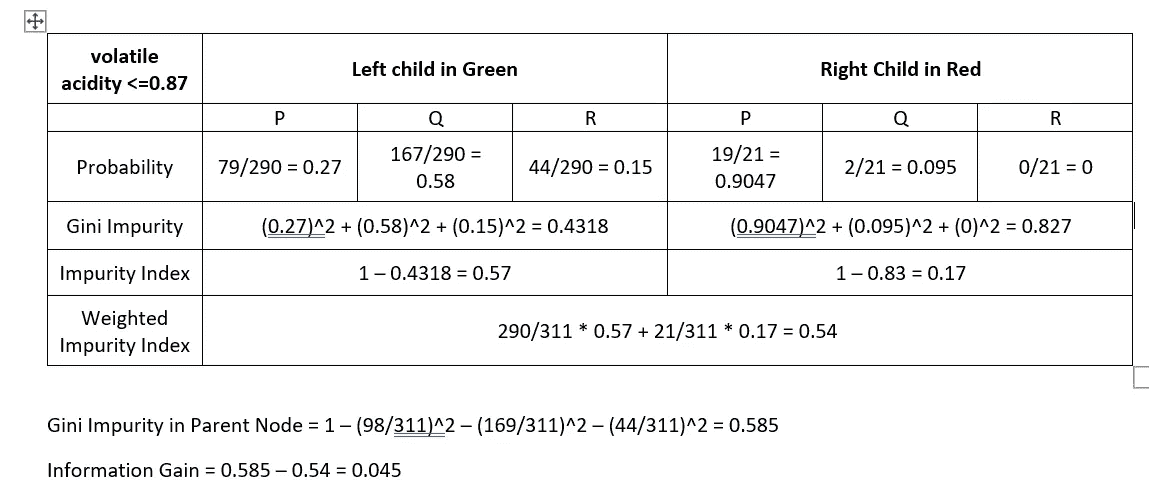 volatile
acidity <=0.87
Left child in Green
Right Child in Red
P
Q
R
P
Q
R
Probability
79/290 = 0.27
167/290 =
0.58
44/290 = 0.15
19/21 =
0.9047
2/21 = 0.095
0/21 = 0
Gini Impurity
(0.27)^2 + (0.58)^2 + (0.15)^2 = 0.4318
(0.9047)^2 + (0.095)^2 + (0)^2 = 0.827
Impurity Index
1 – 0.4318 = 0.57
1 – 0.83 = 0.17
Weighted
Impurity Index
290/311 * 0.57 + 21/311 * 0.17 = 0.54
Gini Impurity in Parent Node = 1 – (98/311)^2 – (169/311)^2 – (44/311)^2 = 0.585
Information Gain = 0.585 – 0.54 = 0.045